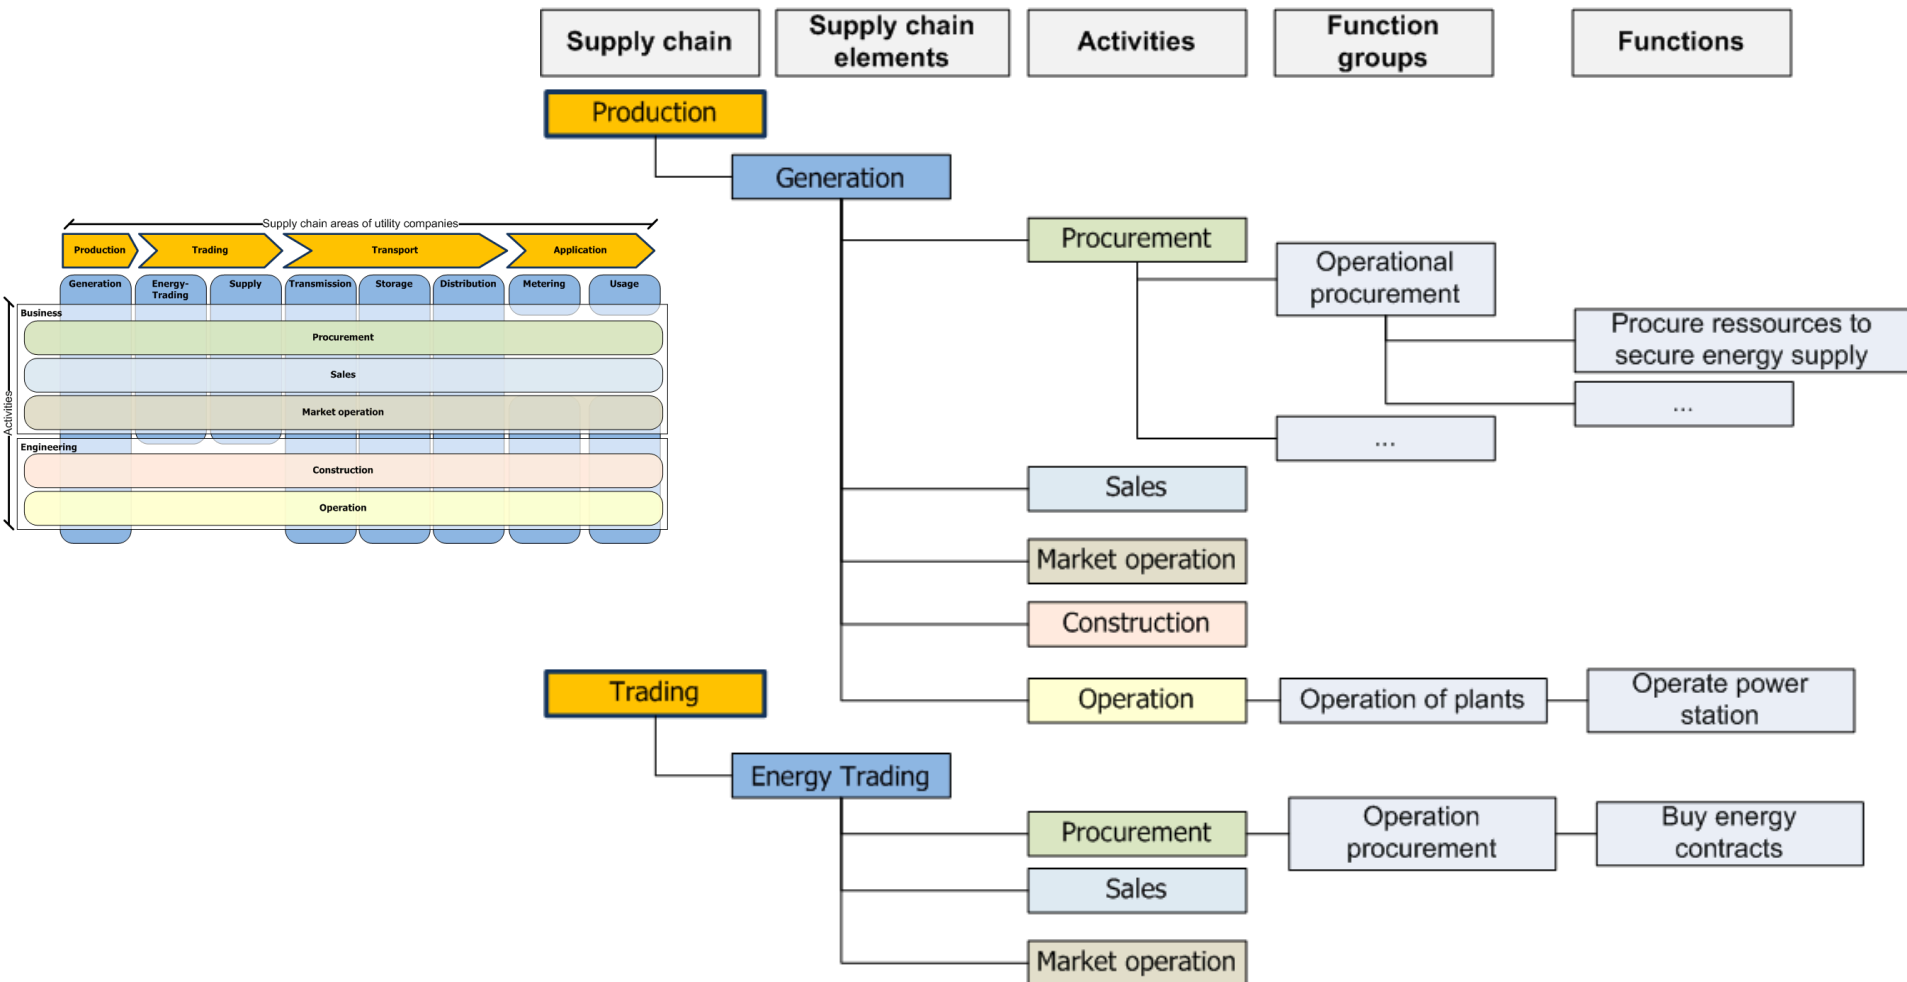 Supply chain
Supply chain
elements
Activities
Function
groups
Functions
Production
Generation
Procurement
Operational
procurement
Procure ressources to
secure energy supply
...
...
Sales
Market operation
Construction
Operation
Operation of plants
Operate power
station
Trading
Energy Trading
Procurement
Operation
procurement
Buy energy
contracts
Sales
Market operation
Supply chain areas of utility companies
Production
Trading
Transport
Application
Generation
Energy-
Trading
Supply
Transmission
Storage
Distribution
Metering
Usage
Activities
Business
Procurement
Sales
Market operation
Engineering
Construction
Operation